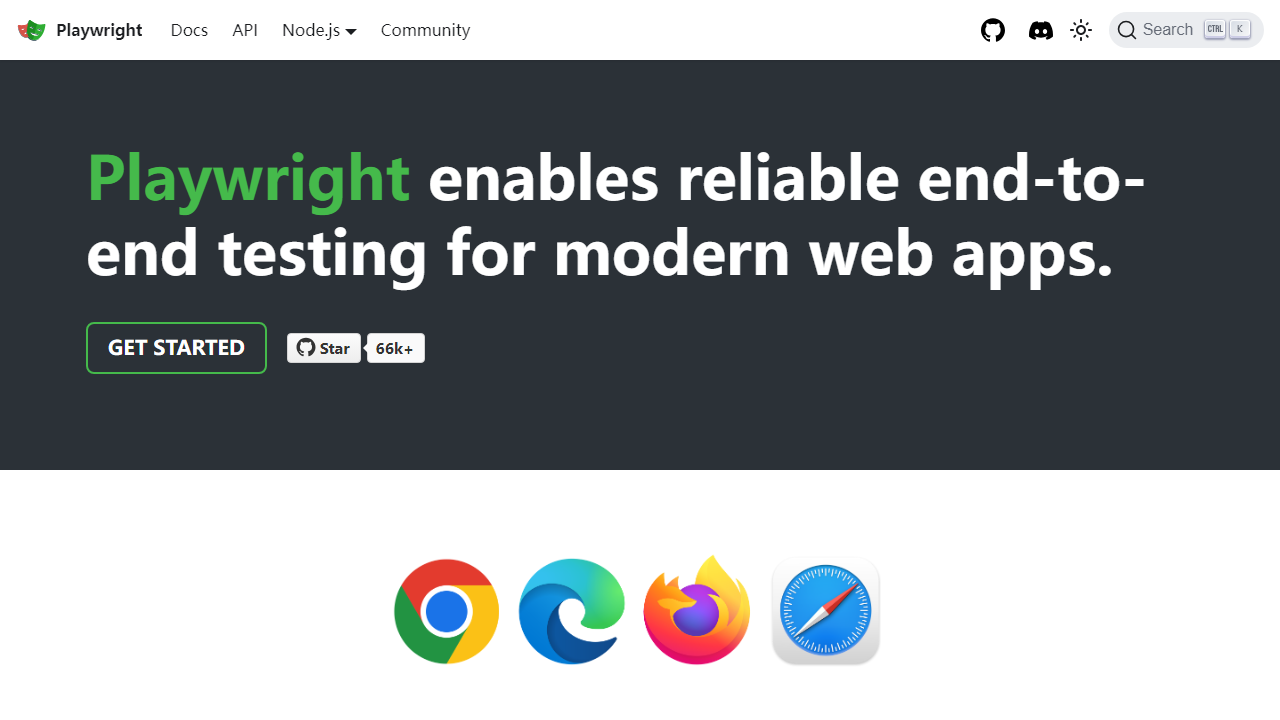 Playwright Docs API Node.js Community Search CTRL K
Playwright enables reliable end-to-
end testing for modern web apps.
GET STARTED Star 66k+